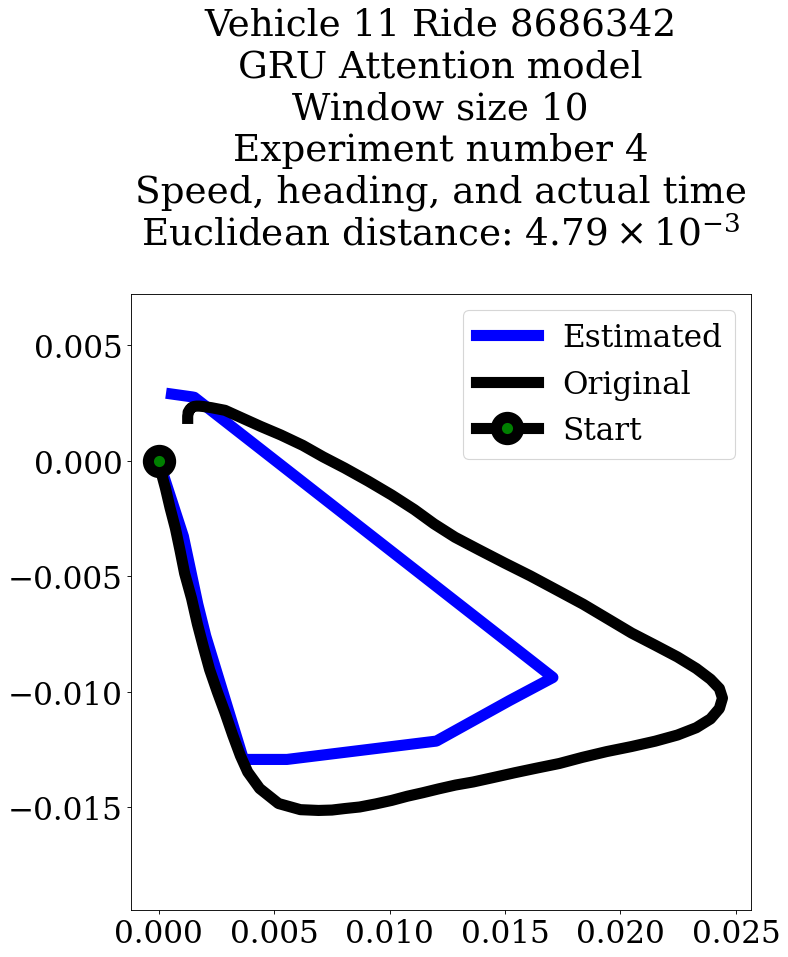 Vehicle 11 Ride 8686342
GRU Attention model
Window size 10
Experiment number 4
Speed, heading, and actual time
Euclidean distance: 4.79 × 10⁻³
Estimated
Original
Start
0.005
0.000
−0.005
−0.010
−0.015
0.000 0.005 0.010 0.015 0.020 0.025